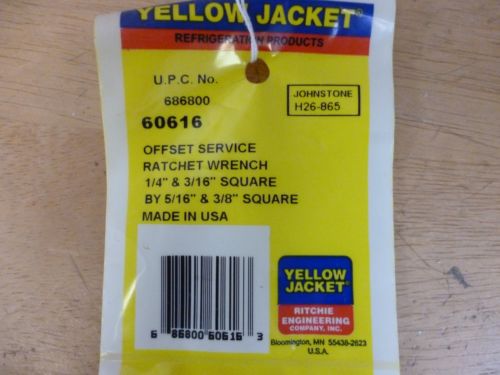 YELLOW JACKET®
REFRIGERATION PRODUCTS
U.P.C. No.
686800
60616
JOHNSTONE
H26-865
OFFSET SERVICE
RATCHET WRENCH
1/4" & 3/16" SQUARE
BY 5/16" & 3/8" SQUARE
MADE IN USA
6 86800 60616 3
YELLOW
JACKET®
RITCHIE
ENGINEERING
COMPANY, INC.
Bloomington, MN 55438-2623
U.S.A.